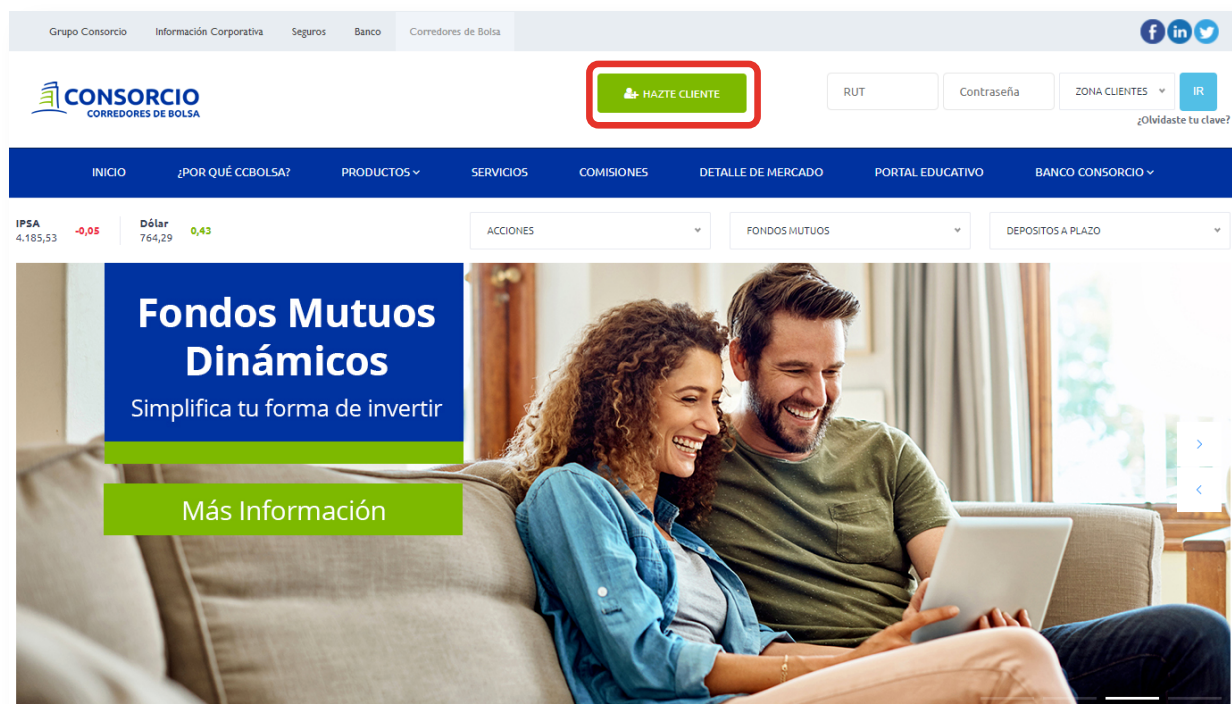 Grupo Consorcio Información Corporativa Seguros Banco Corredores de Bolsa
f in
CONSORCIO
CORREDORES DE BOLSA
HAZTE CLIENTE
RUT Contraseña ZONA CLIENTES IR
¿Olvidaste tu clave?
INICIO ¿POR QUÉ CCBOLSA? PRODUCTOS SERVICIOS COMISIONES DETALLE DE MERCADO PORTAL EDUCATIVO BANCO CONSORCIO
IPSA
4.185,53 -0,05
Dólar
764,29 0,43
ACCIONES FONDOS MUTUOS DEPOSITOS A PLAZO
Fondos Mutuos
Dinámicos
Simplifica tu forma de invertir
Más Información